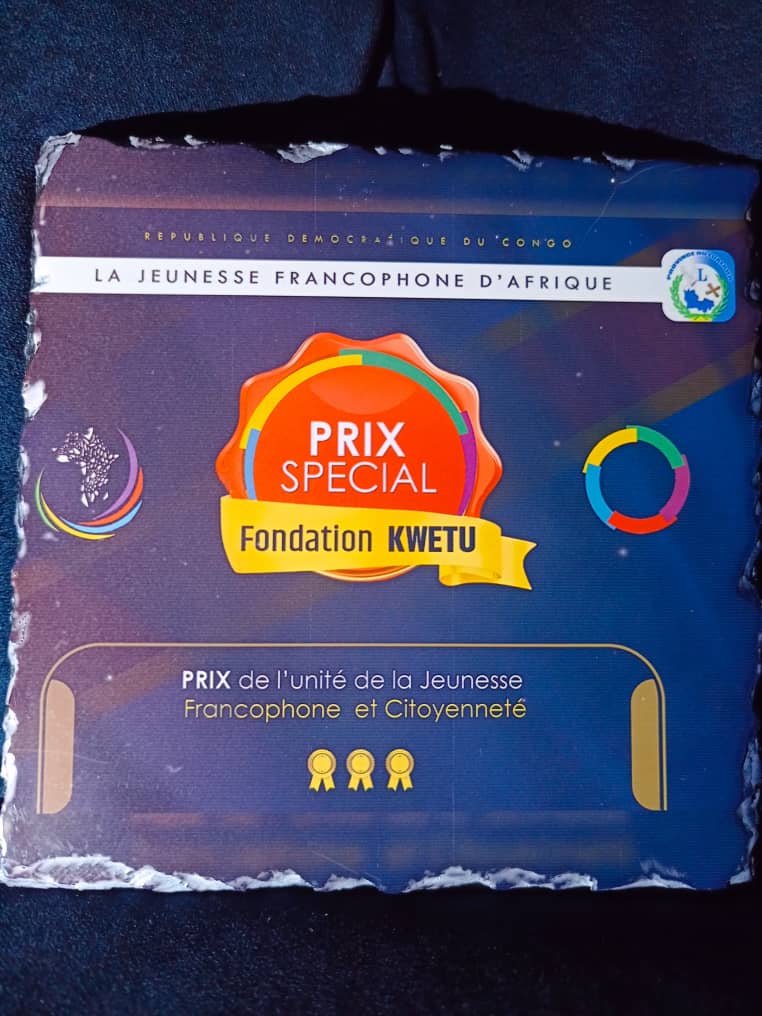 REPUBLIQUE DEMOCRATIQUE DU CONGO
LA JEUNESSE FRANCOPHONE D'AFRIQUE
L
PRIX
SPECIAL
Fondation KWETU
PRIX de l'unité de la Jeunesse
Francophone et Citoyenneté